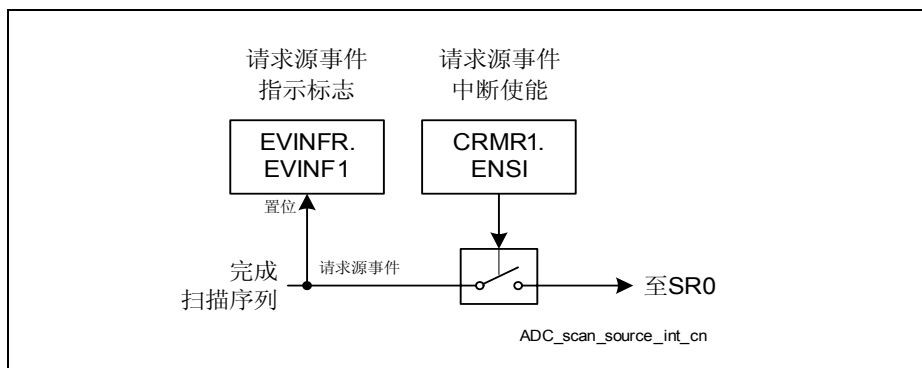 请求源事件
指示标志
请求源事件
中断使能
EVINFR.
EVINF1
CRMR1.
ENSI
置位
完成
扫描序列
请求源事件
至SR0
ADC_scan_source_int_cn